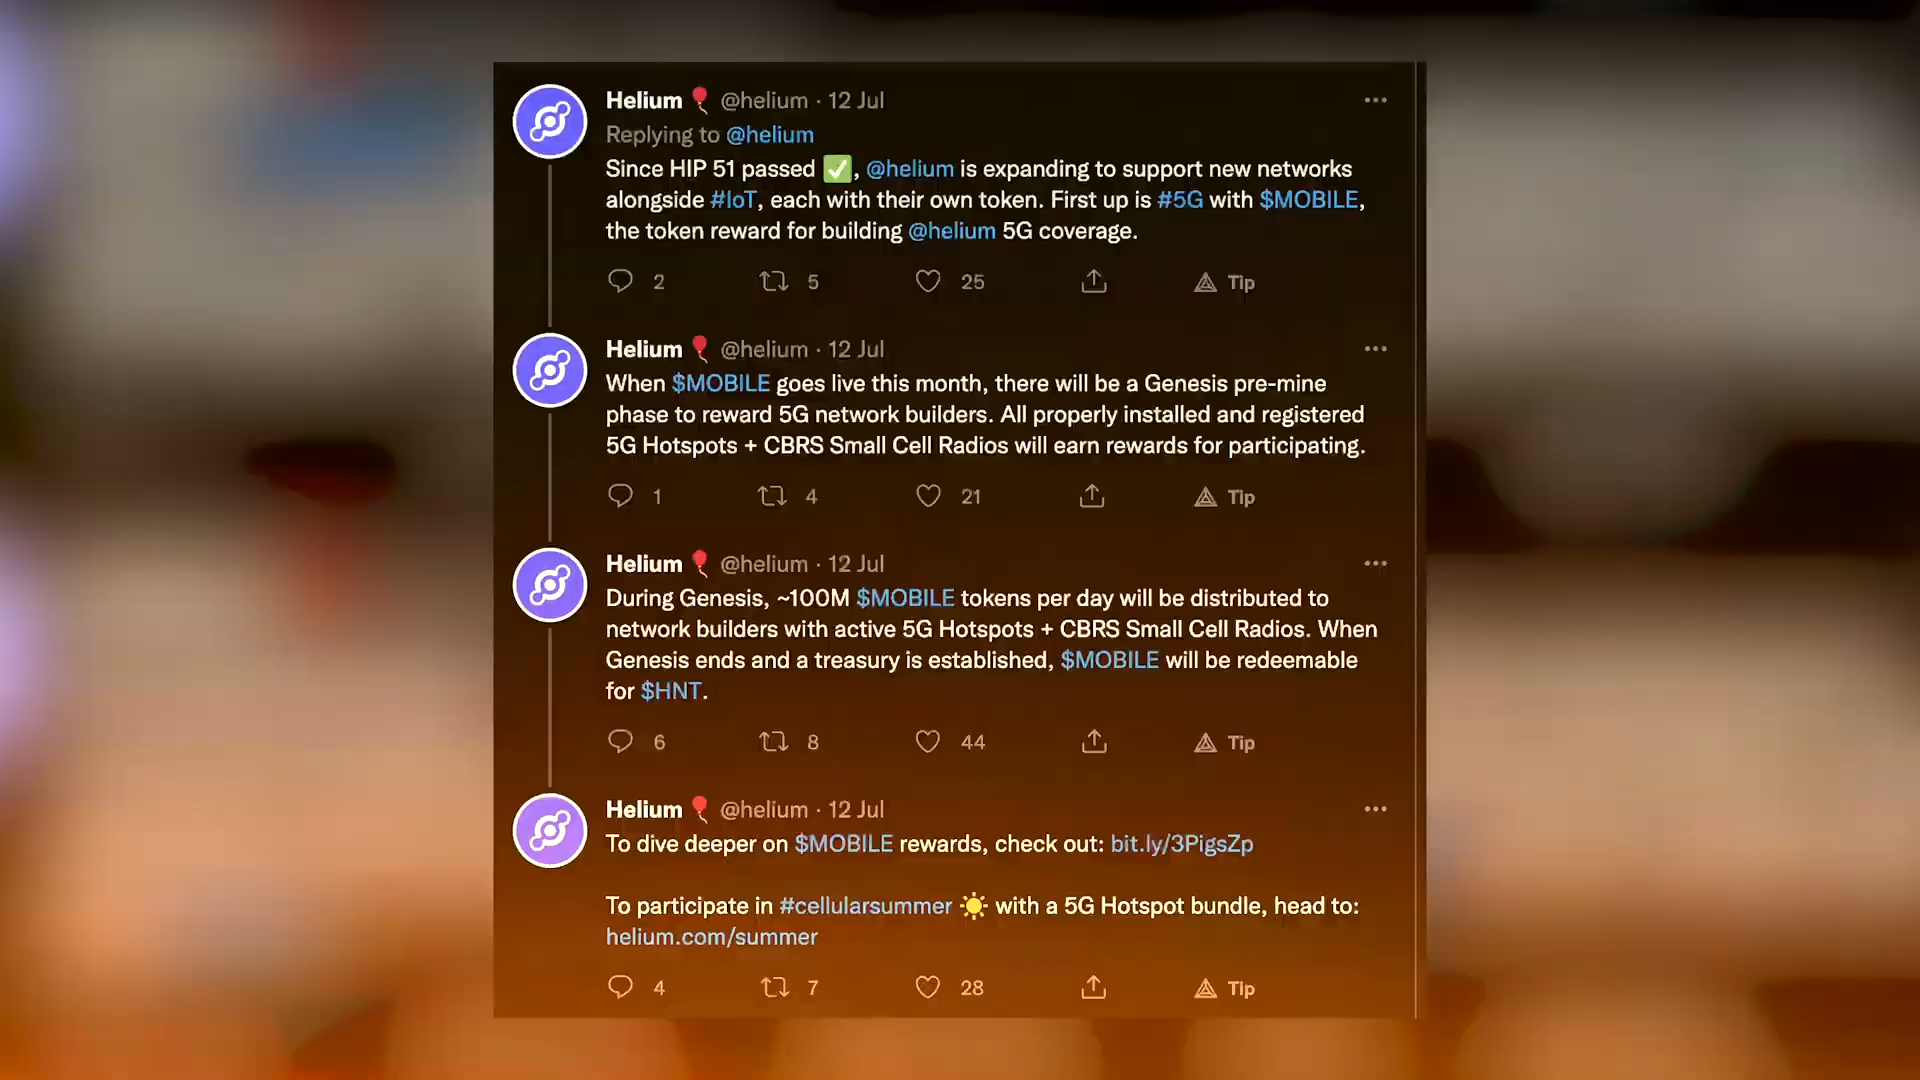 Helium🎈 @helium · 12 Jul
Replying to @helium
Since HIP 51 passed ✅, @helium is expanding to support new networks
alongside #IoT, each with their own token. First up is #5G with $MOBILE,
the token reward for building @helium 5G coverage.
2 5 25 Tip
Helium🎈 @helium · 12 Jul
When $MOBILE goes live this month, there will be a Genesis pre-mine
phase to reward 5G network builders. All properly installed and registered
5G Hotspots + CBRS Small Cell Radios will earn rewards for participating.
1 4 21 Tip
Helium🎈 @helium · 12 Jul
During Genesis, ~100M $MOBILE tokens per day will be distributed to
network builders with active 5G Hotspots + CBRS Small Cell Radios. When
Genesis ends and a treasury is established, $MOBILE will be redeemable
for $HNT.
6 8 44 Tip
Helium🎈 @helium · 12 Jul
To dive deeper on $MOBILE rewards, check out: bit.ly/3PigsZp
To participate in #cellularsummer ☀️ with a 5G Hotspot bundle, head to:
helium.com/summer
4 7 28 Tip